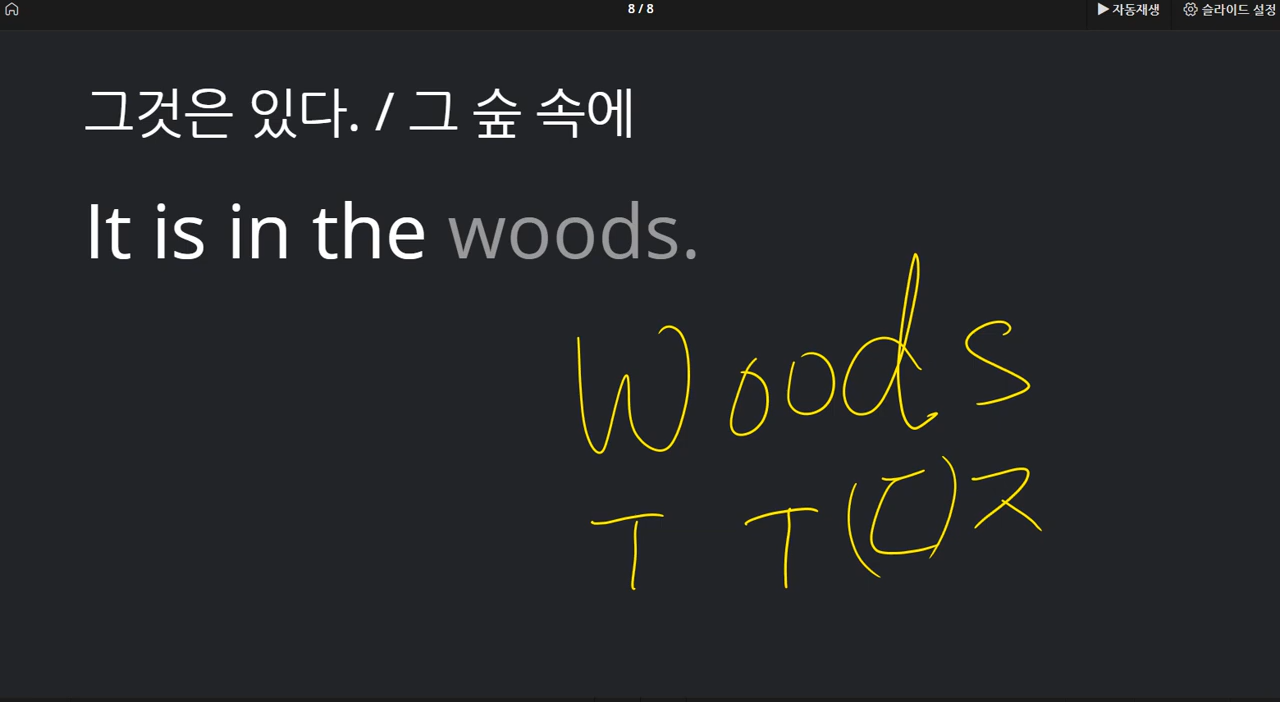 8 / 8
▶ 자동재생
슬라이드 설정
그것은 있다. / 그 숲 속에
It is in the woods.
Woods
ㅜ ㅜ(ㄷ)ㅈ